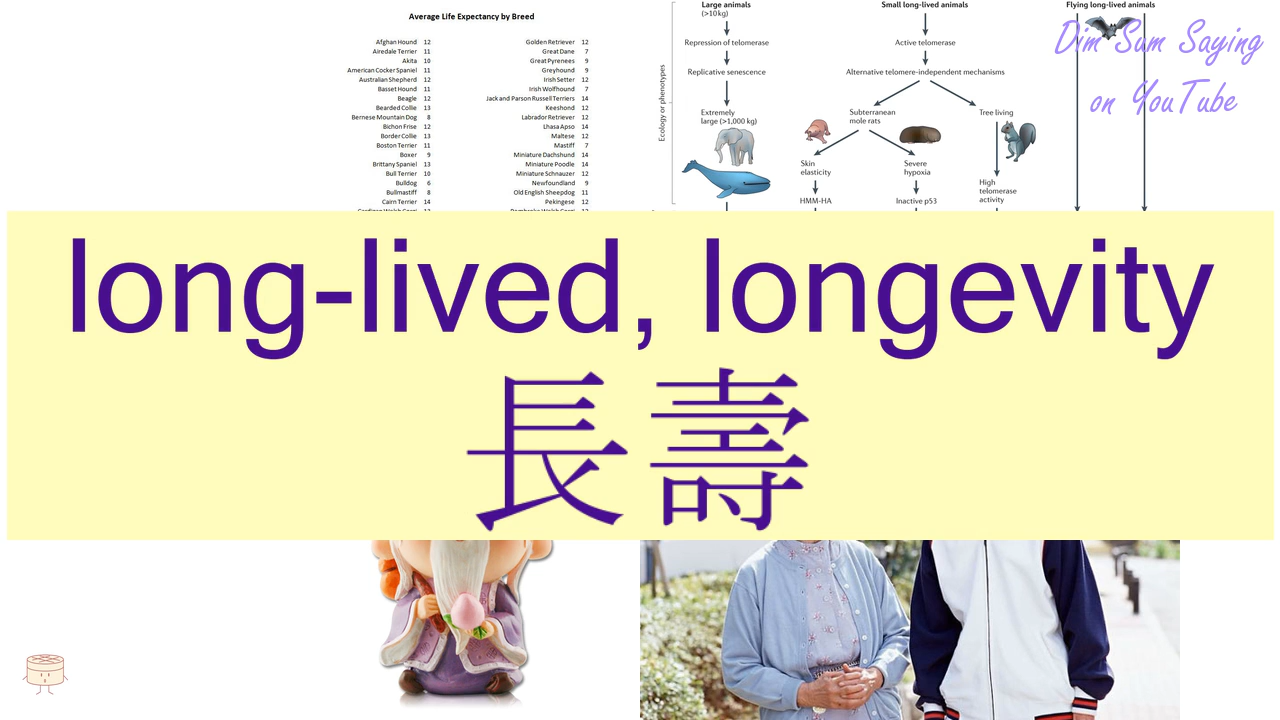 Average Life Expectancy by Breed
Afghan Hound 12
Airedale Terrier 11
Akita 10
American Cocker Spaniel 11
Australian Shepherd 12
Basset Hound 11
Beagle 12
Bearded Collie 13
Bernese Mountain Dog 8
Bichon Frise 12
Border Collie 13
Boston Terrier 11
Boxer 9
Brittany Spaniel 13
Bull Terrier 10
Bulldog 6
Bullmastiff 8
Cairn Terrier 14
Golden Retriever 12
Great Dane 7
Great Pyrenees 9
Greyhound 9
Irish Setter 12
Irish Wolfhound 7
Jack and Parson Russell Terriers 14
Keeshond 12
Labrador Retriever 12
Lhasa Apso 14
Maltese 12
Mastiff 7
Miniature Dachshund 14
Miniature Poodle 14
Miniature Schnauzer 12
Newfoundland 9
Old English Sheepdog 11
Pekingese 12
Ecology or phenotypes
Large animals
(>10 kg)
Repression of telomerase
Replicative senescence
Extremely
large (>1,000 kg)
Small long-lived animals
Active telomerase
Alternative telomere-independent mechanisms
Subterranean
mole rats
Tree living
Skin
elasticity
Severe
hypoxia
High
telomerase
activity
HMM-HA
Inactive p53
Flying long-lived animals
Dim Sum Saying
on YouTube
long-lived, longevity
長壽